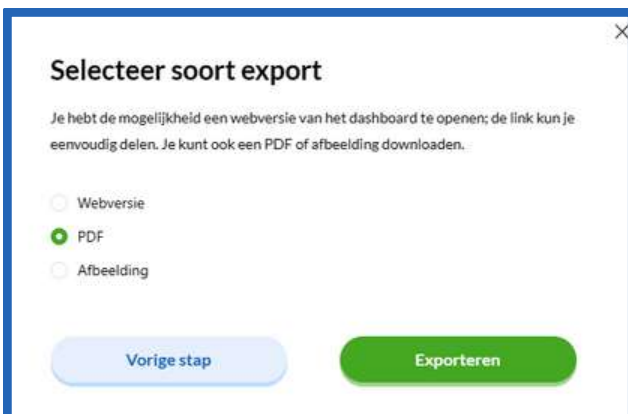 Selecteer soort export
Je hebt de mogelijkheid een webversie van het dashboard te openen; de link kun je
eenvoudig delen. Je kunt ook een PDF of afbeelding downloaden.
Webversie
PDF
Afbeelding
Vorige stap
Exporteren